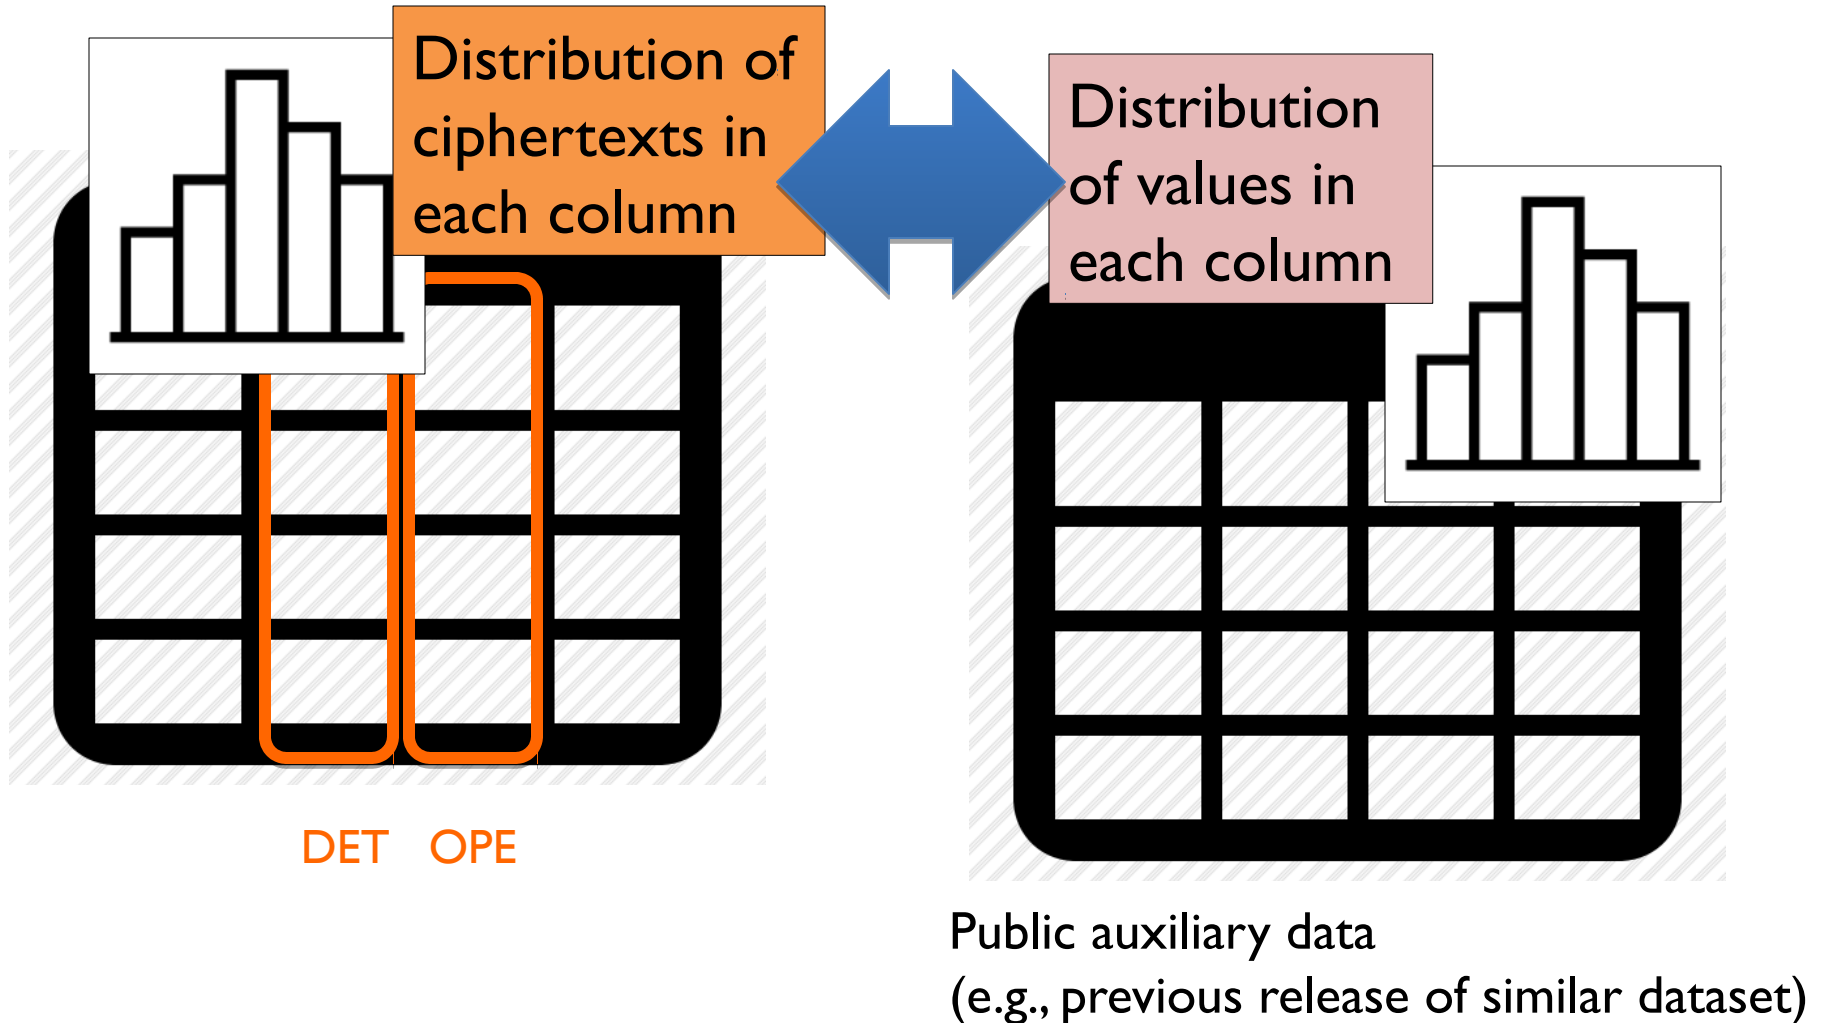 Distribution of
ciphertexts in
each column
Distribution
of values in
each column
DET OPE
Public auxiliary data
(e.g., previous release of similar dataset)